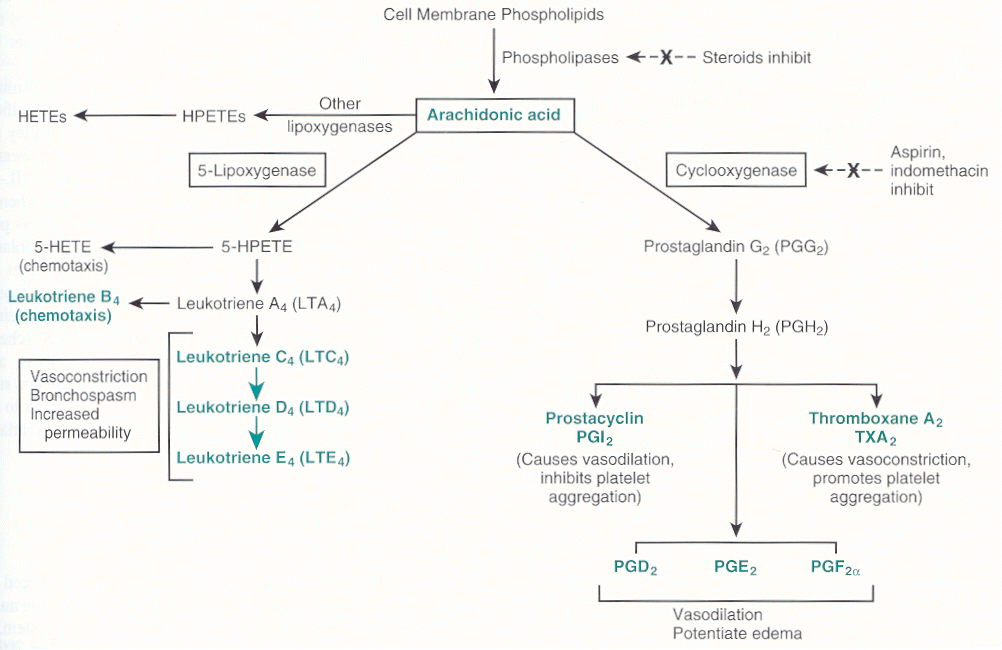 Cell Membrane Phospholipids
Phospholipases
X
Steroids inhibit
HETEs
HPETEs
Other
lipoxygenases
Arachidonic acid
5-Lipoxygenase
Cyclooxygenase
X
Aspirin,
indomethacin
inhibit
5-HETE
(chemotaxis)
5-HPETE
Prostaglandin G₂ (PGG₂)
Leukotriene B₄
(chemotaxis)
Leukotriene A₄ (LTA₄)
Prostaglandin H₂ (PGH₂)
Leukotriene C₄ (LTC₄)
Vasoconstriction
Bronchospasm
Increased
permeability
Leukotriene D₄ (LTD₄)
Leukotriene E₄ (LTE₄)
Prostacyclin
PGI₂
(Causes vasodilation,
inhibits platelet
aggregation)
Thromboxane A₂
TXA₂
(Causes vasoconstriction,
promotes platelet
aggregation)
PGD₂
PGE₂
PGF₂α
Vasodilation
Potentiate edema